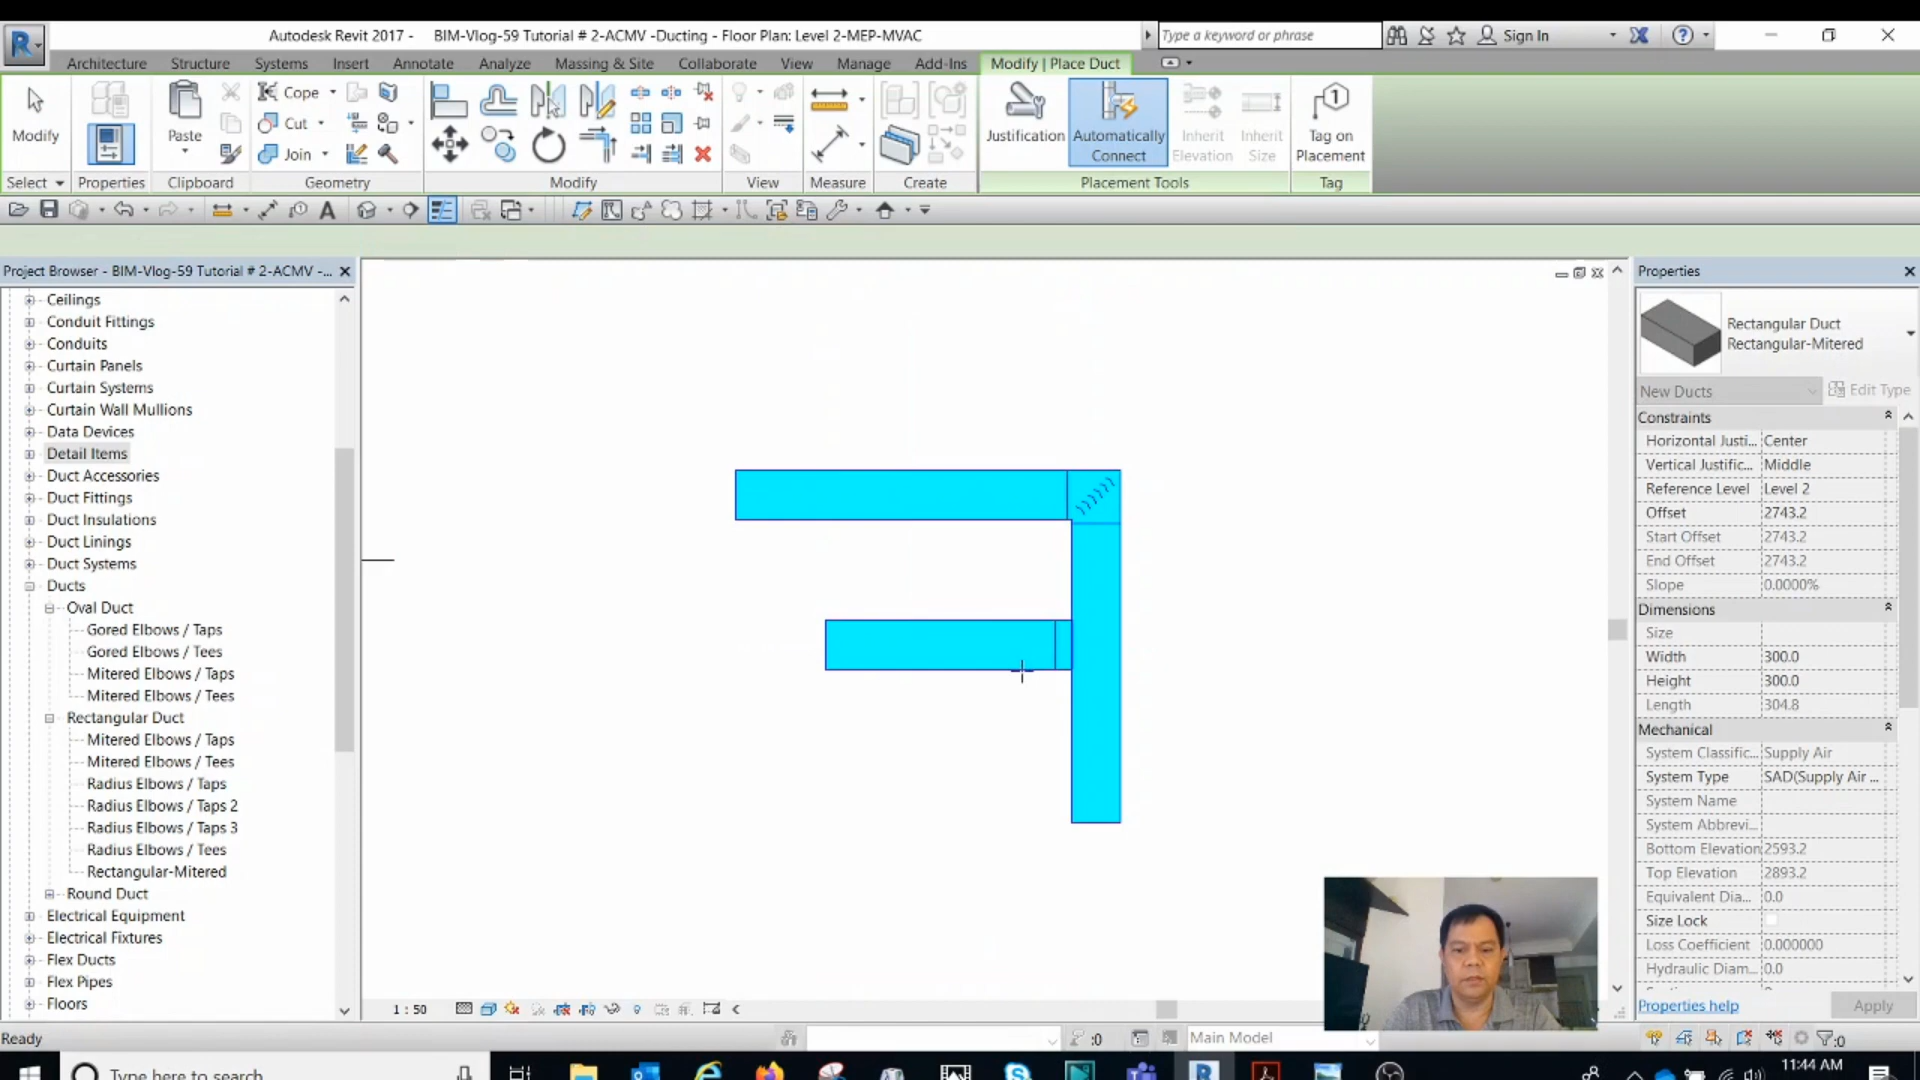 Autodesk Revit 2017 - BIM-Vlog-59 Tutorial # 2-ACMV -Ducting - Floor Plan: Level 2-MEP-MVAC
Type a keyword or phrase
Sign In
Architecture Structure Systems Insert Annotate Analyze Massing & Site Collaborate View Manage Add-Ins Modify | Place Duct
Modify
Paste
Cope
Cut
Join
Justification
Automatically Connect
Inherit Elevation
Inherit Size
Tag on Placement
Select Properties Clipboard Geometry Modify View Measure Create Placement Tools Tag
Project Browser - BIM-Vlog-59 Tutorial # 2-ACMV -...
Ceilings
Conduit Fittings
Conduits
Curtain Panels
Curtain Systems
Curtain Wall Mullions
Data Devices
Detail Items
Duct Accessories
Duct Fittings
Duct Insulations
Duct Linings
Duct Systems
Ducts
Oval Duct
Gored Elbows / Taps
Gored Elbows / Tees
Mitered Elbows / Taps
Mitered Elbows / Tees
Rectangular Duct
Mitered Elbows / Taps
Mitered Elbows / Tees
Radius Elbows / Taps
Radius Elbows / Taps 2
Radius Elbows / Taps 3
Radius Elbows / Tees
Rectangular-Mitered
Round Duct
Electrical Equipment
Electrical Fixtures
Flex Ducts
Flex Pipes
Floors
Properties
Rectangular Duct
Rectangular-Mitered
New Ducts
Edit Type
Constraints
Horizontal Justi... Center
Vertical Justific... Middle
Reference Level Level 2
Offset 2743.2
Start Offset 2743.2
End Offset 2743.2
Slope 0.0000%
Dimensions
Size
Width 300.0
Height 300.0
Length 304.8
Mechanical
System Classific... Supply Air
System Type SAD(Supply Air ...
System Name
System Abbrevi...
Bottom Elevation 2593.2
Top Elevation 2893.2
Equivalent Dia... 0.0
Size Lock
Loss Coefficient 0.000000
Hydraulic Diam... 0.0
Properties help
Apply
1 : 50
Ready
:0
Main Model
:0
Type here to search
11:44 AM